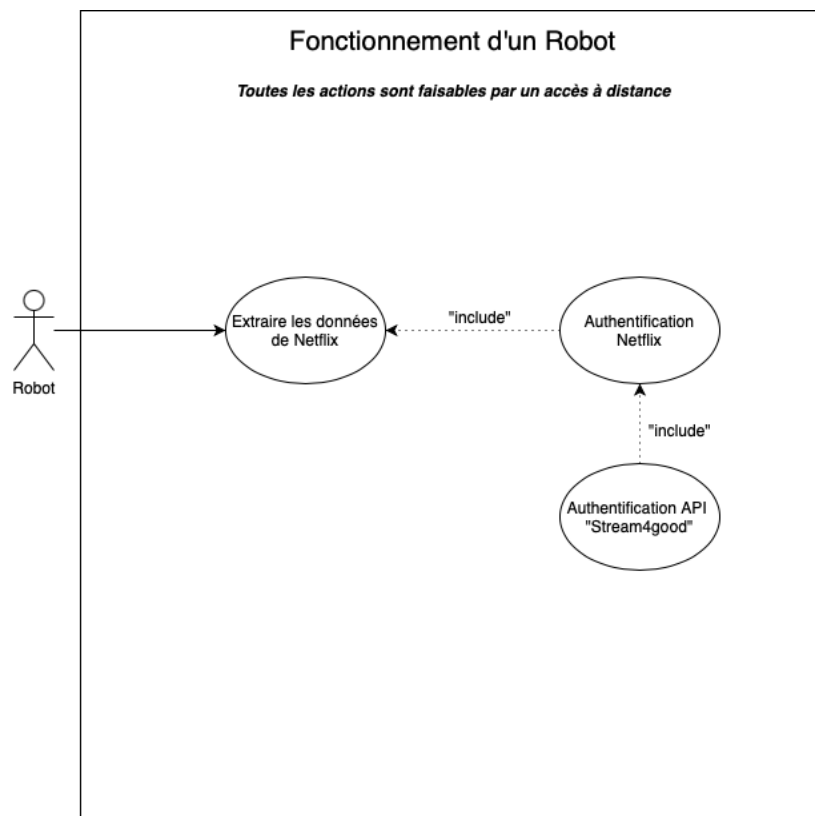 Fonctionnement d'un Robot
Toutes les actions sont faisables par un accès à distance
Extraire les données
de Netflix
"include"
Authentification
Netflix
Robot
"include"
Authentification API
"Stream4good"